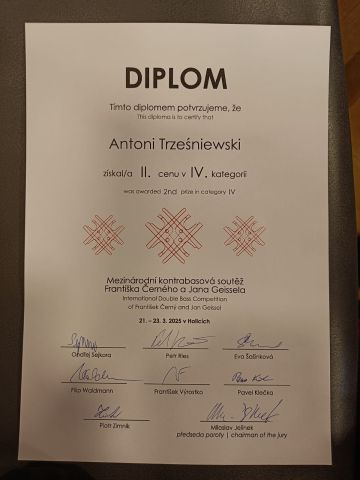 DIPLOM
Tímto diplomem potvrzujeme, že
This diploma is to certify that
Antoni Trześniewski
získal/a II. cenu v IV. kategorii
was awarded 2nd prize in category IV
Mezinárodní kontrabasová soutěž
Františka Černého a Jana Geissela
International Double Bass Competition
of František Černý and Jan Geissel
21. – 23. 3. 2025 v Holicích
Ondřej Sejkora
Petr Ries
Eva Šašinková
Filip Waldmann
František Výrostko
Pavel Klečka
Piotr Zimnik
Miloslav Jelínek
předseda poroty | chairman of the jury